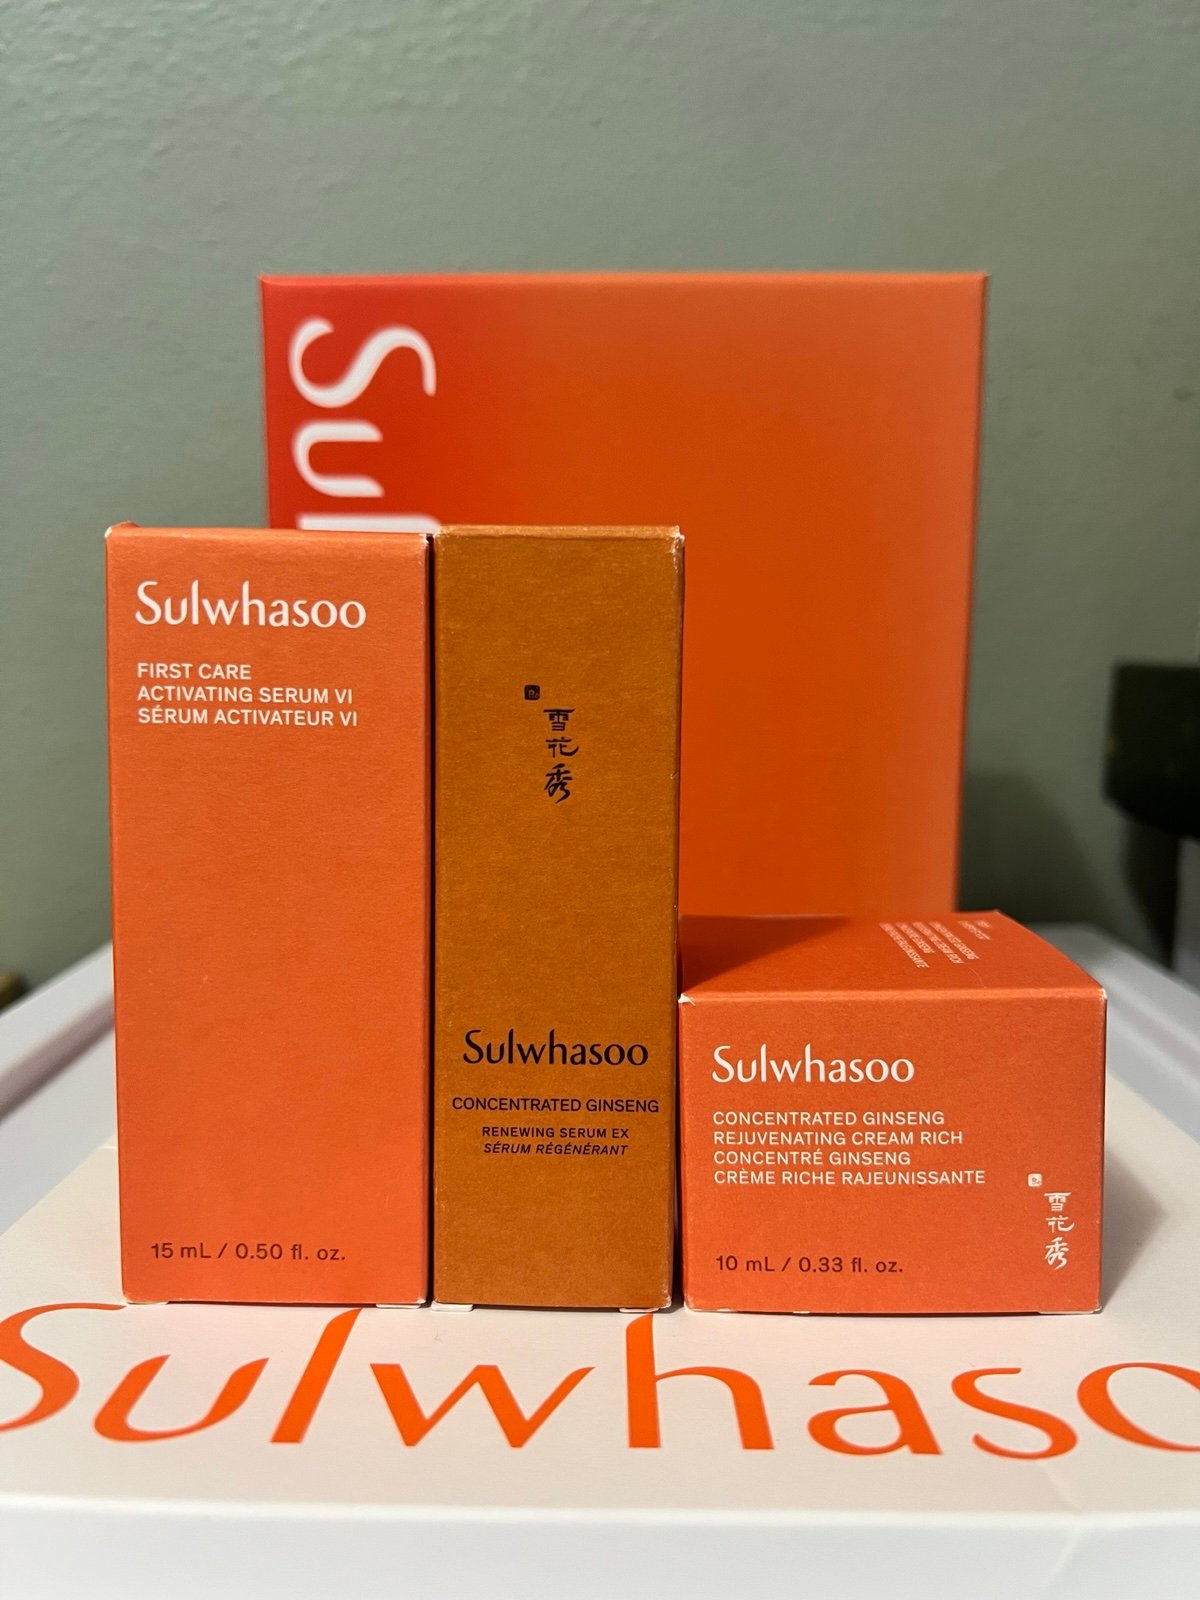 Sul
Sulwhasoo
FIRST CARE
ACTIVATING SERUM VI
SÉRUM ACTIVATEUR VI
15 mL / 0.50 fl. oz.
雪
花
秀
Sulwhasoo
CONCENTRATED GINSENG
RENEWING SERUM EX
SÉRUM RÉGÉNÉRANT
Sulwhasoo
CONCENTRATED GINSENG
REJUVENATING CREAM RICH
CONCENTRÉ GINSENG
CRÈME RICHE RAJEUNISSANTE
雪
花
秀
10 mL / 0.33 fl. oz.
Sulwhaso